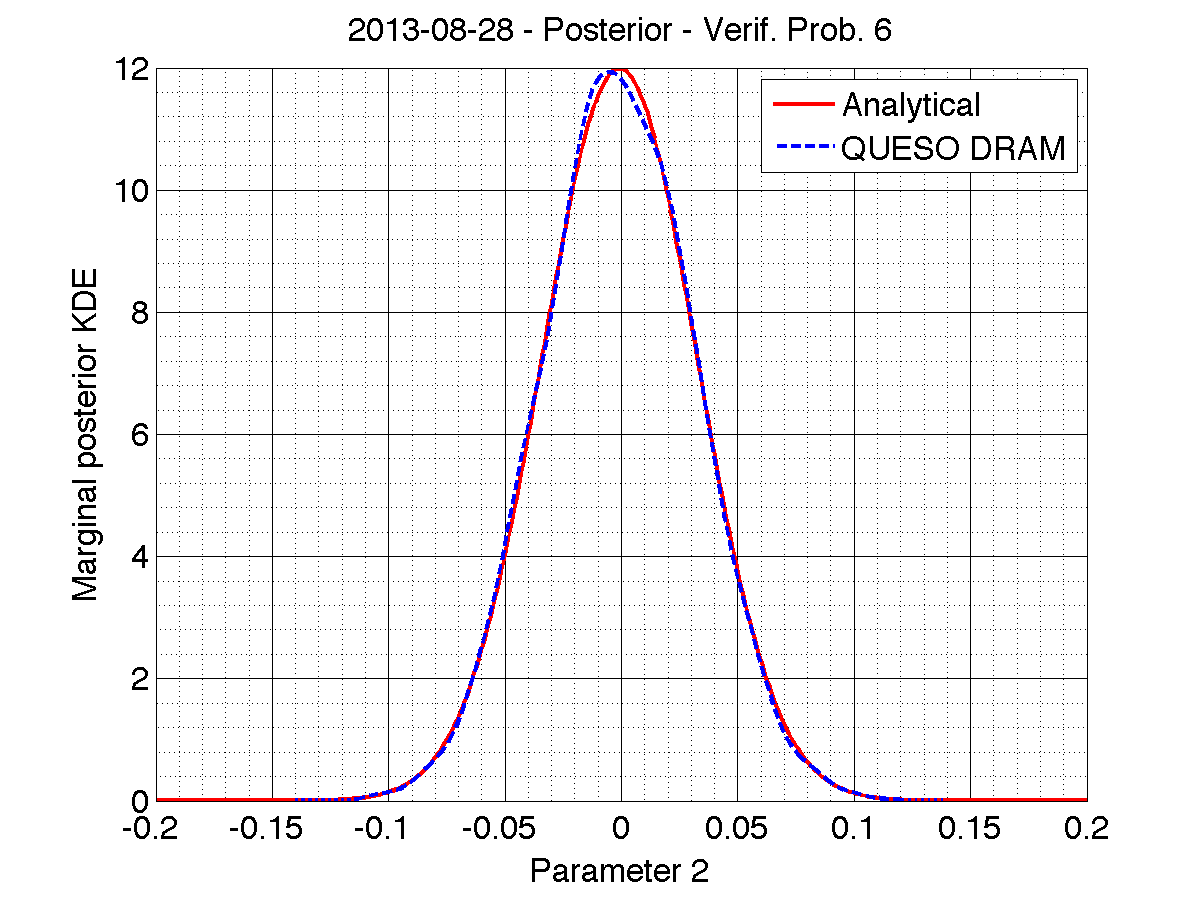 2013-08-28 - Posterior - Verif. Prob. 6
12
10
8
6
4
2
0
Marginal posterior KDE
Analytical
QUESO DRAM
-0.2 -0.15 -0.1 -0.05 0 0.05 0.1 0.15 0.2
Parameter 2